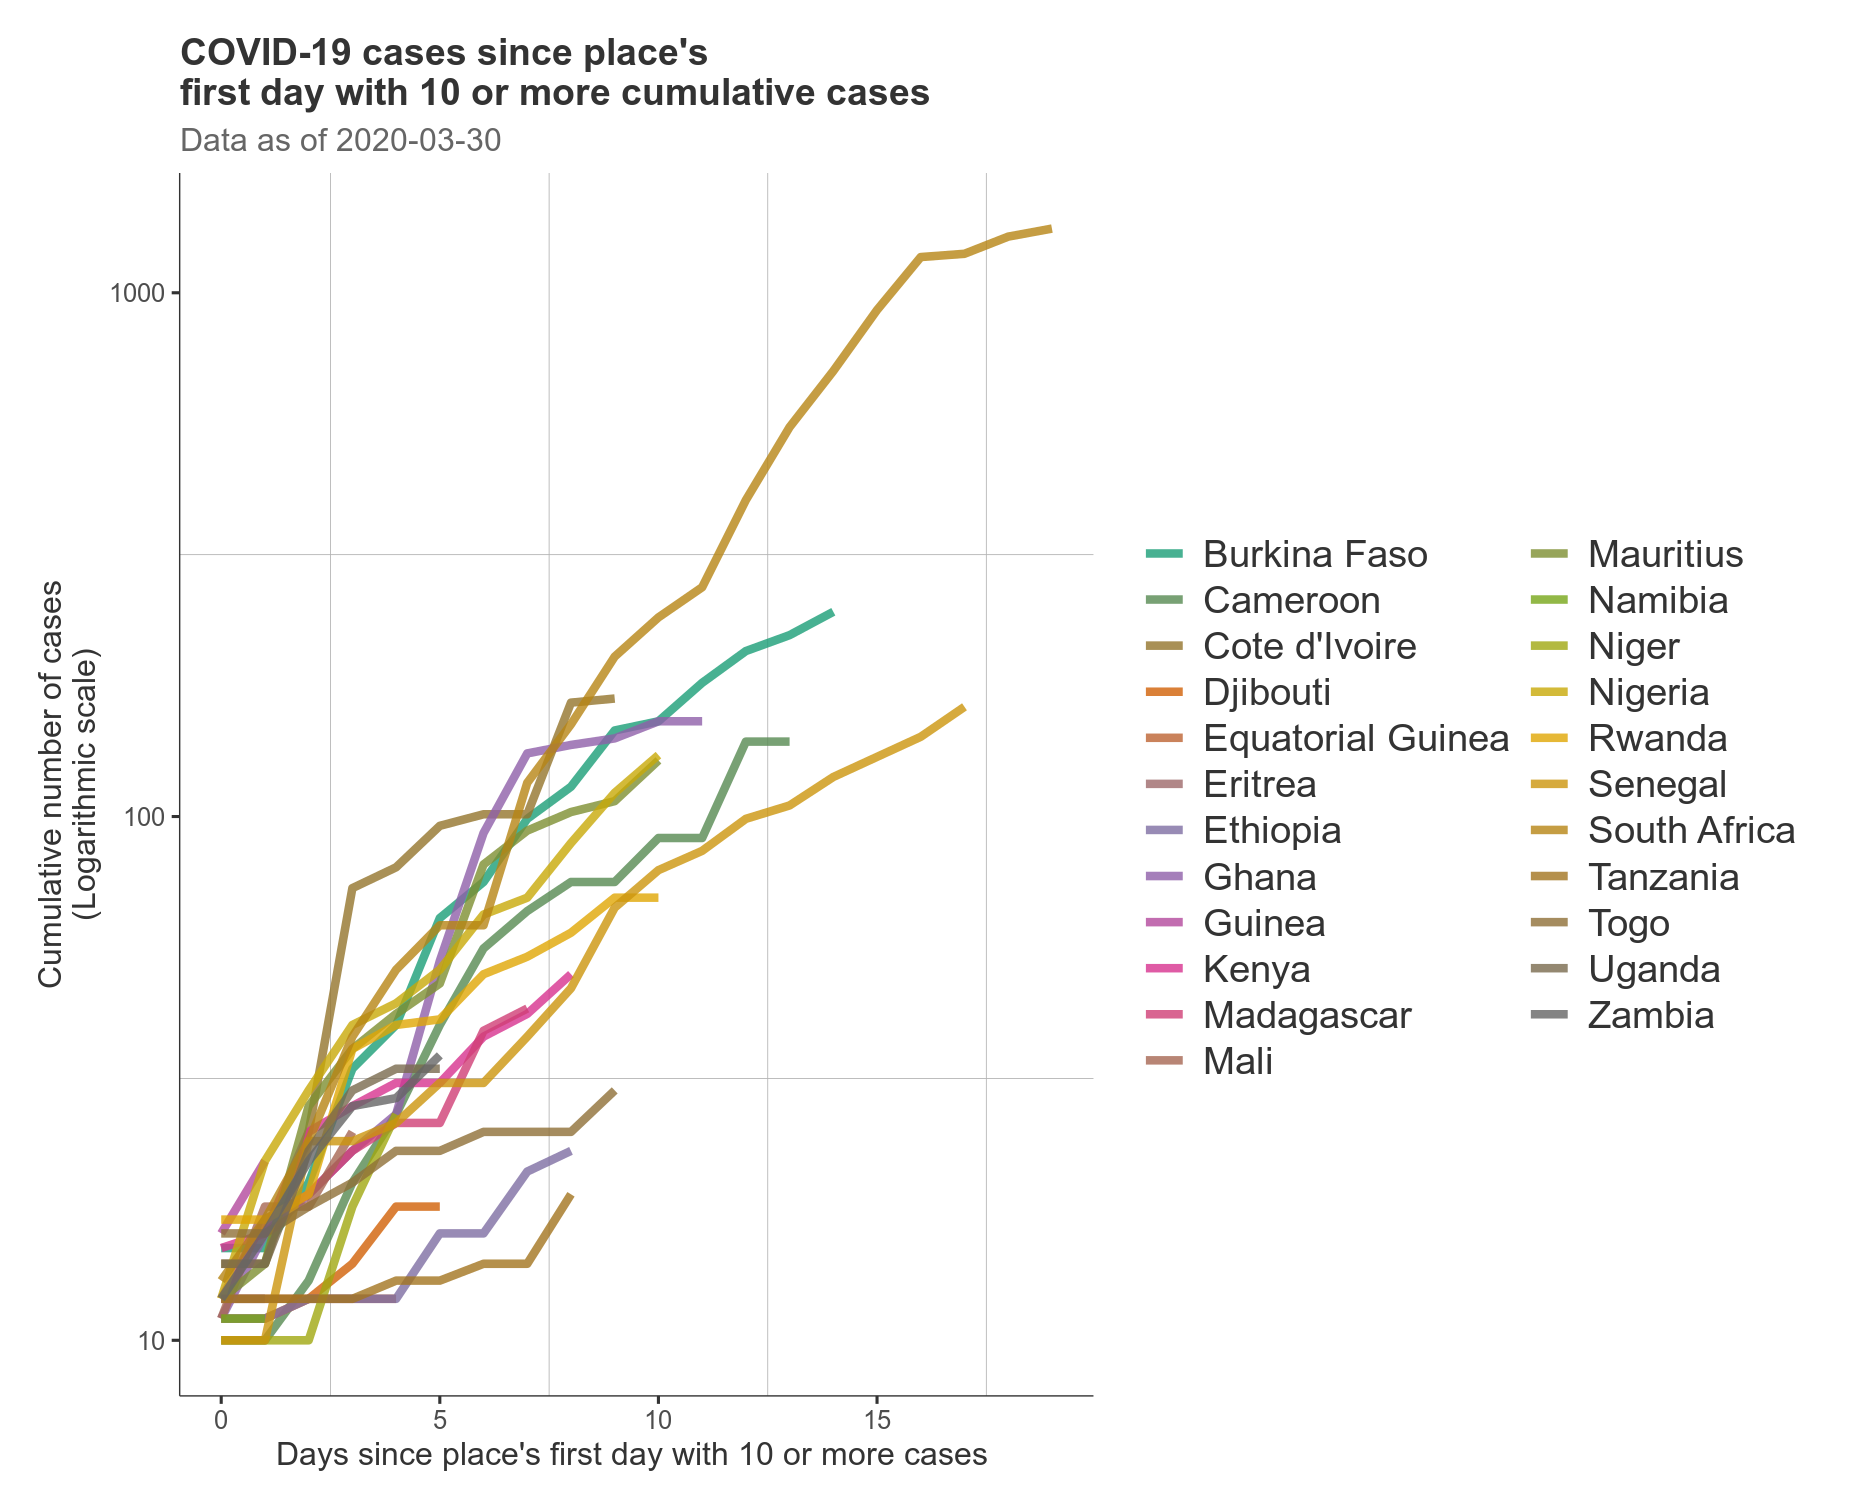 COVID-19 cases since place's
first day with 10 or more cumulative cases
Data as of 2020-03-30
Cumulative number of cases
(Logarithmic scale)
1000
100
10
0
5
10
15
Days since place's first day with 10 or more cases
Burkina Faso
Cameroon
Cote d'Ivoire
Djibouti
Equatorial Guinea
Eritrea
Ethiopia
Ghana
Guinea
Kenya
Madagascar
Mali
Mauritius
Namibia
Niger
Nigeria
Rwanda
Senegal
South Africa
Tanzania
Togo
Uganda
Zambia